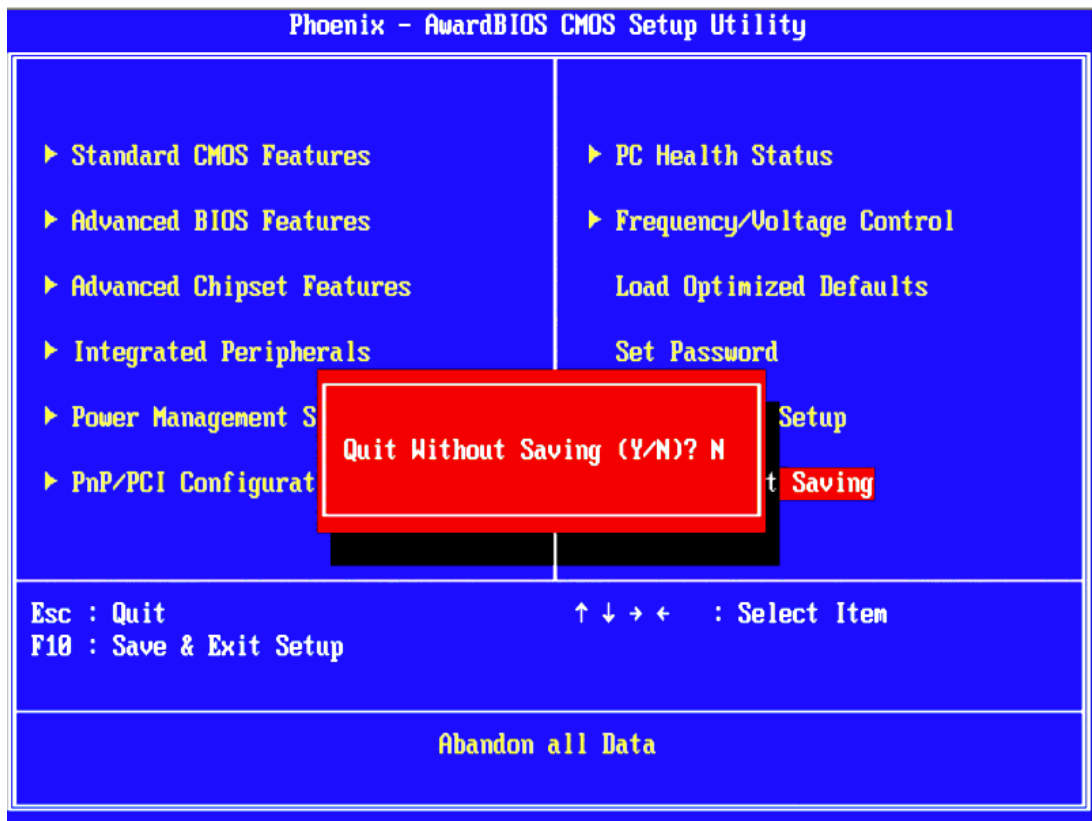 Phoenix - AwardBIOS CMOS Setup Utility
Standard CMOS Features
Advanced BIOS Features
Advanced Chipset Features
Integrated Peripherals
Power Management S
PnP/PCI Configurat
PC Health Status
Frequency/Voltage Control
Load Optimized Defaults
Set Password
Setup
t Saving
Quit Without Saving (Y/N)? N
Esc : Quit
F10 : Save & Exit Setup
↑ ↓ → ← : Select Item
Abandon all Data